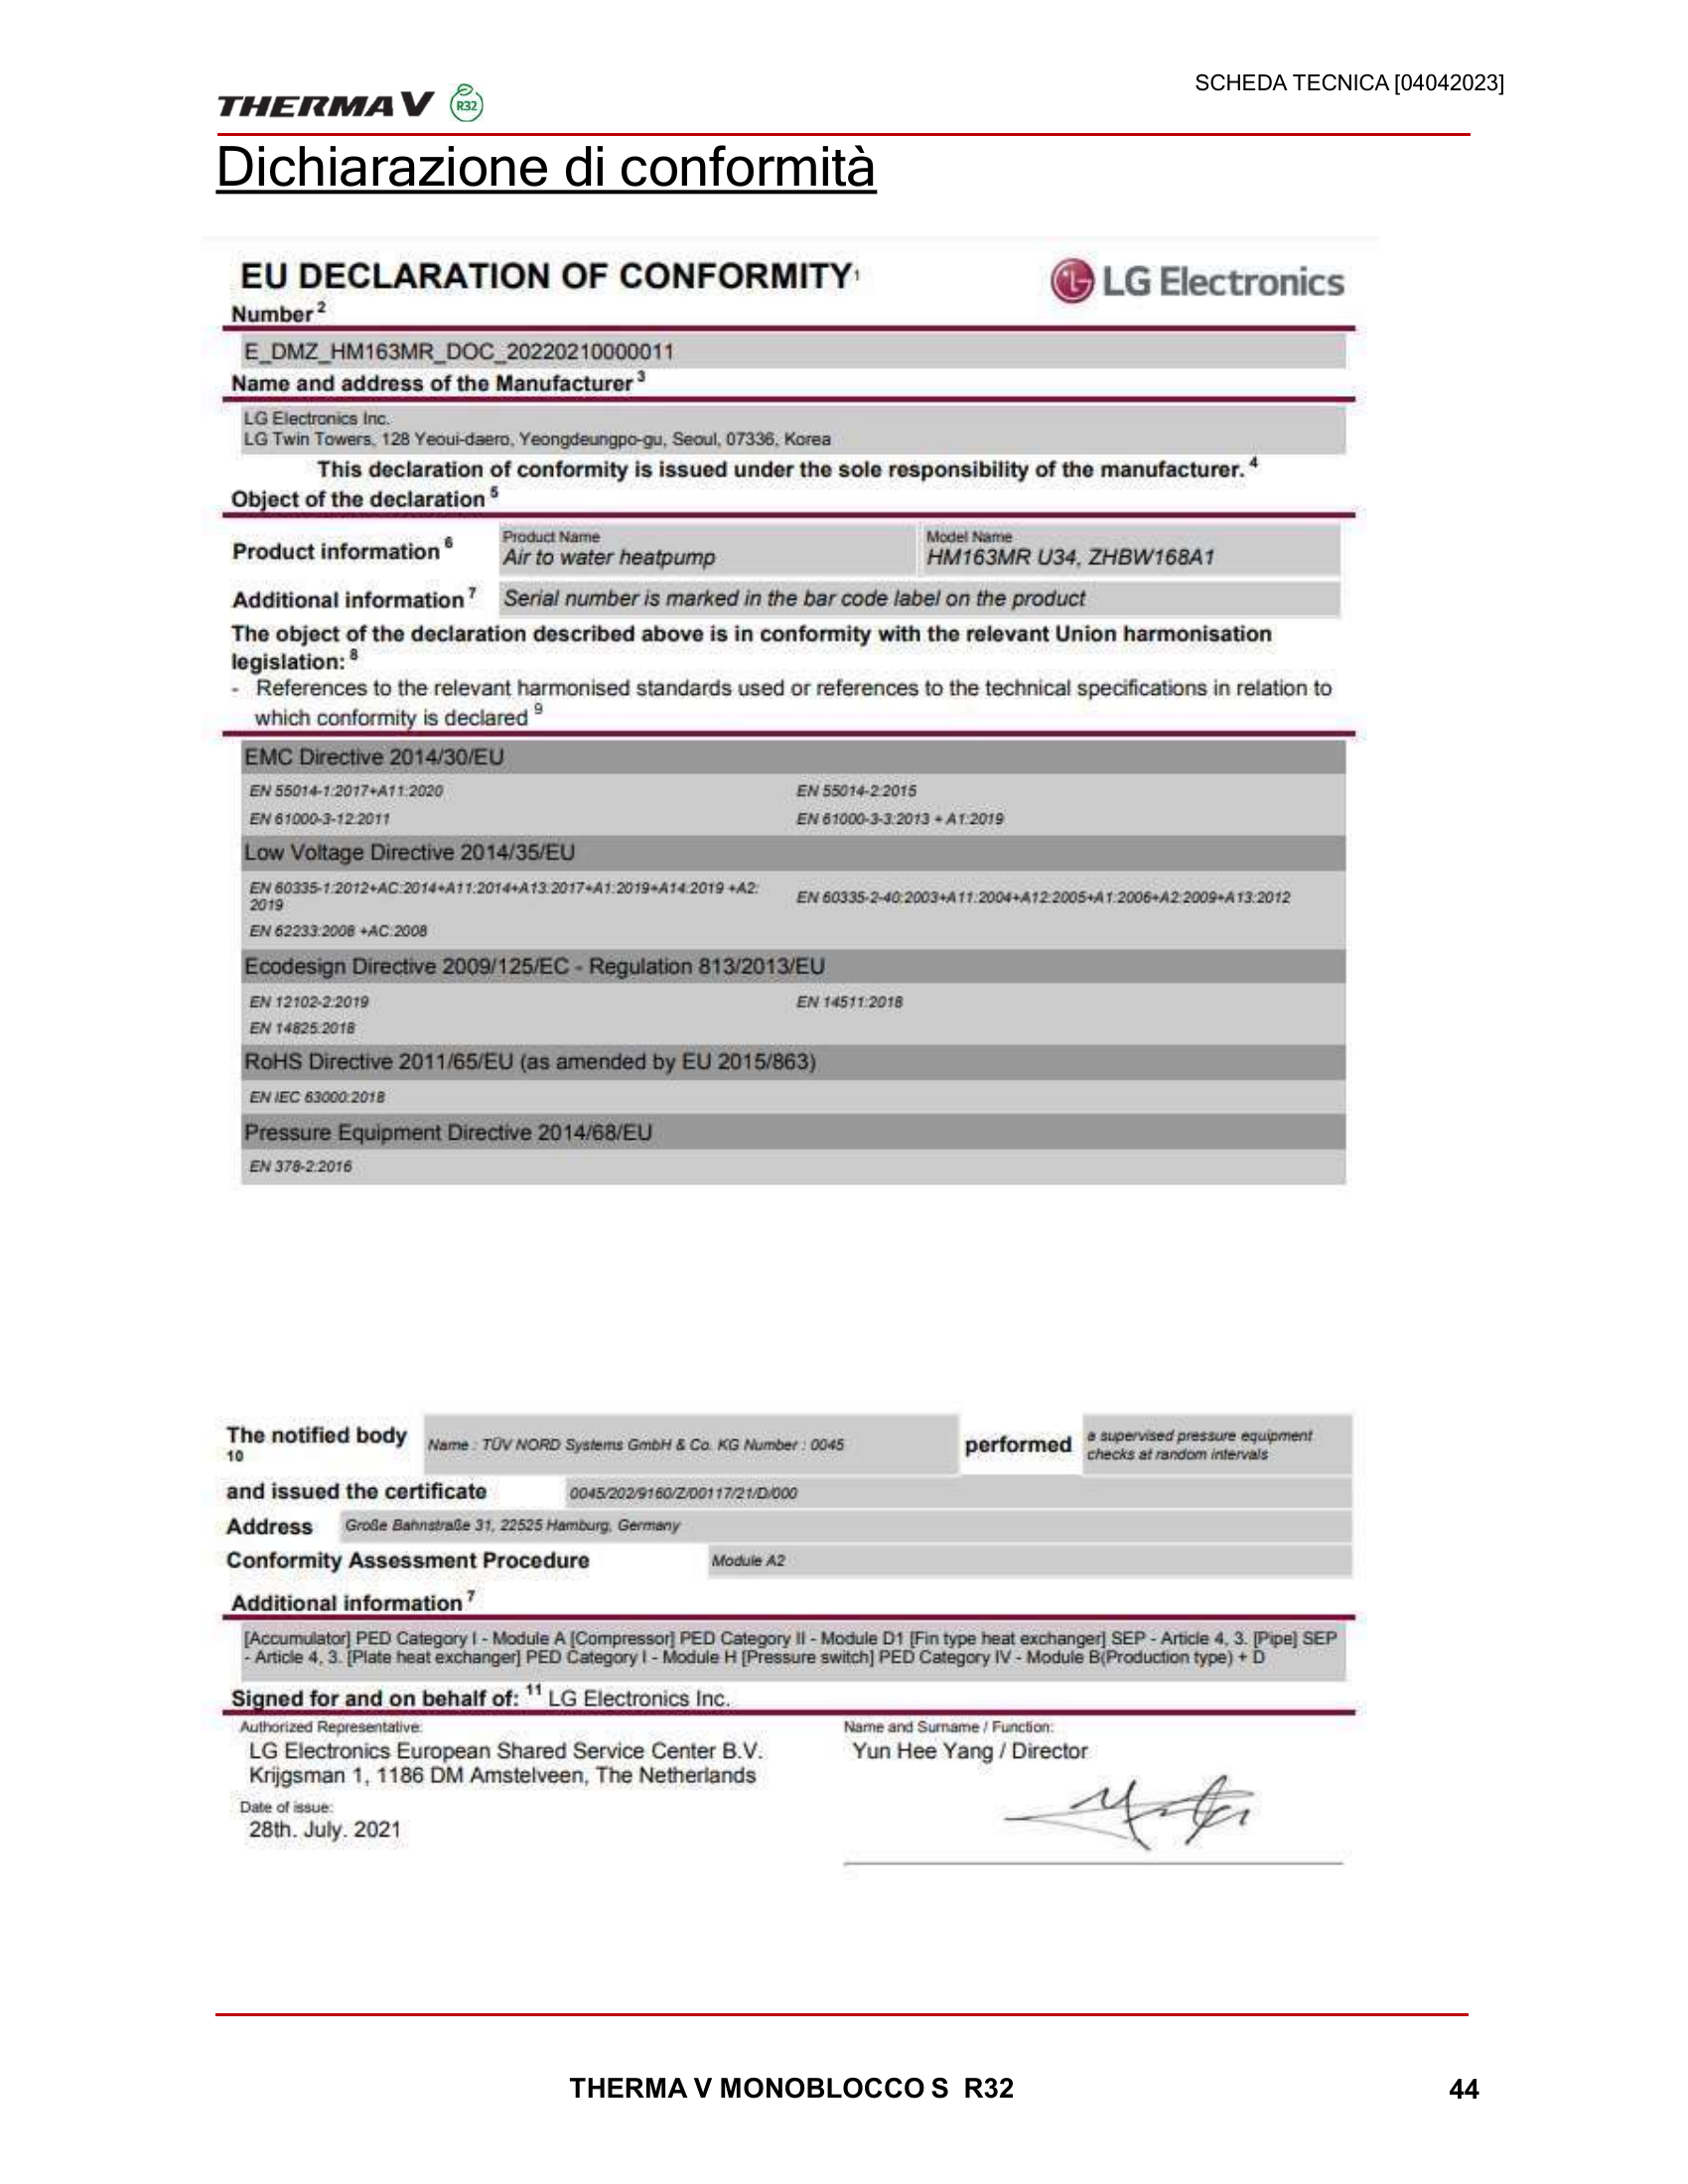 SCHEDA TECNICA [04042023]
THERMA V R32
Dichiarazione di conformità
EU DECLARATION OF CONFORMITY 1
LG Electronics
Number 2
E_DMZ_HM163MR_DOC_20220210000011
Name and address of the Manufacturer 3
LG Electronics Inc.
LG Twin Towers, 128 Yeoui-daero, Yeongdeungpo-gu, Seoul, 07336, Korea
This declaration of conformity is issued under the sole responsibility of the manufacturer. 4
Object of the declaration 5
Product information 6
Product Name
Air to water heatpump
Model Name
HM163MR U34, ZHBW168A1
Additional information 7 Serial number is marked in the bar code label on the product
The object of the declaration described above is in conformity with the relevant Union harmonisation
legislation: 8
- References to the relevant harmonised standards used or references to the technical specifications in relation to
which conformity is declared 9
EMC Directive 2014/30/EU
EN 55014-1:2017+A11:2020 EN 55014-2:2015
EN 61000-3-12:2011 EN 61000-3-3:2013 + A1:2019
Low Voltage Directive 2014/35/EU
EN 60335-1:2012+AC:2014+A11:2014+A13:2017+A1:2019+A14:2019 +A2:
2019
EN 60335-2-40:2003+A11:2004+A12:2005+A1:2006+A2:2009+A13:2012
EN 62233:2008 +AC:2008
Ecodesign Directive 2009/125/EC - Regulation 813/2013/EU
EN 12102-2:2019 EN 14511:2018
EN 14825:2018
RoHS Directive 2011/65/EU (as amended by EU 2015/863)
EN IEC 63000:2018
Pressure Equipment Directive 2014/68/EU
EN 378-2:2016
The notified body
10
Name : TÜV NORD Systems GmbH & Co. KG Number : 0045
performed
a supervised pressure equipment
checks at random intervals
and issued the certificate 0045/202/9160/Z/00117/21/D/000
Address Große Bahnstraße 31, 22525 Hamburg, Germany
Conformity Assessment Procedure Module A2
Additional information 7
[Accumulator] PED Category I - Module A [Compressor] PED Category II - Module D1 [Fin type heat exchanger] SEP - Article 4, 3. [Pipe] SEP
- Article 4, 3. [Plate heat exchanger] PED Category I - Module H [Pressure switch] PED Category IV - Module B(Production type) + D
Signed for and on behalf of: 11 LG Electronics Inc.
Authorized Representative:
LG Electronics European Shared Service Center B.V.
Krijgsman 1, 1186 DM Amstelveen, The Netherlands
Name and Surname / Function:
Yun Hee Yang / Director
Date of issue:
28th. July. 2021
THERMA V MONOBLOCCO S R32
44